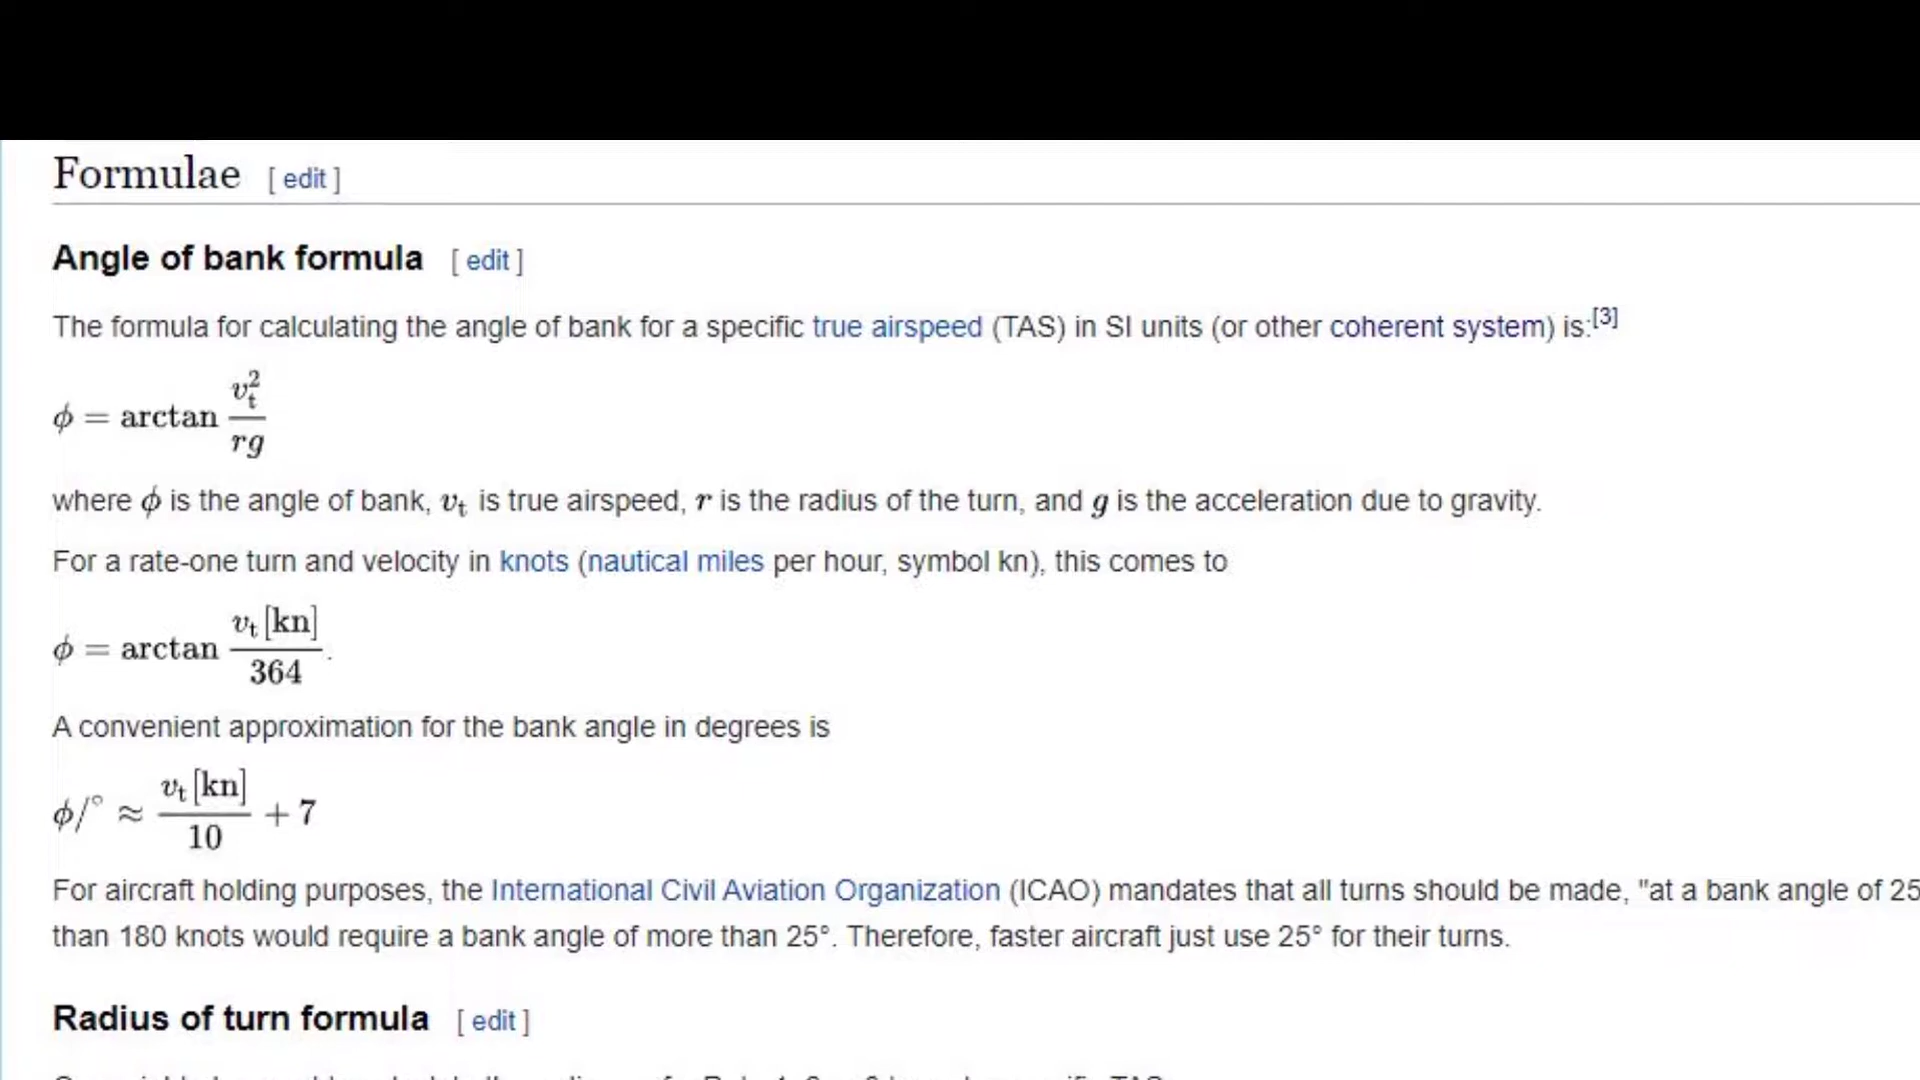 Formulae [ edit ]
Angle of bank formula [ edit ]
The formula for calculating the angle of bank for a specific true airspeed (TAS) in SI units (or other coherent system) is:[3]
ϕ = arctan v_t^2 / rg
where ϕ is the angle of bank, v_t is true airspeed, r is the radius of the turn, and g is the acceleration due to gravity.
For a rate-one turn and velocity in knots (nautical miles per hour, symbol kn), this comes to
ϕ = arctan v_t [kn] / 364 .
A convenient approximation for the bank angle in degrees is
ϕ/° ≈ v_t [kn] / 10 + 7
For aircraft holding purposes, the International Civil Aviation Organization (ICAO) mandates that all turns should be made, "at a bank angle of 25
than 180 knots would require a bank angle of more than 25°. Therefore, faster aircraft just use 25° for their turns.
Radius of turn formula [ edit ]